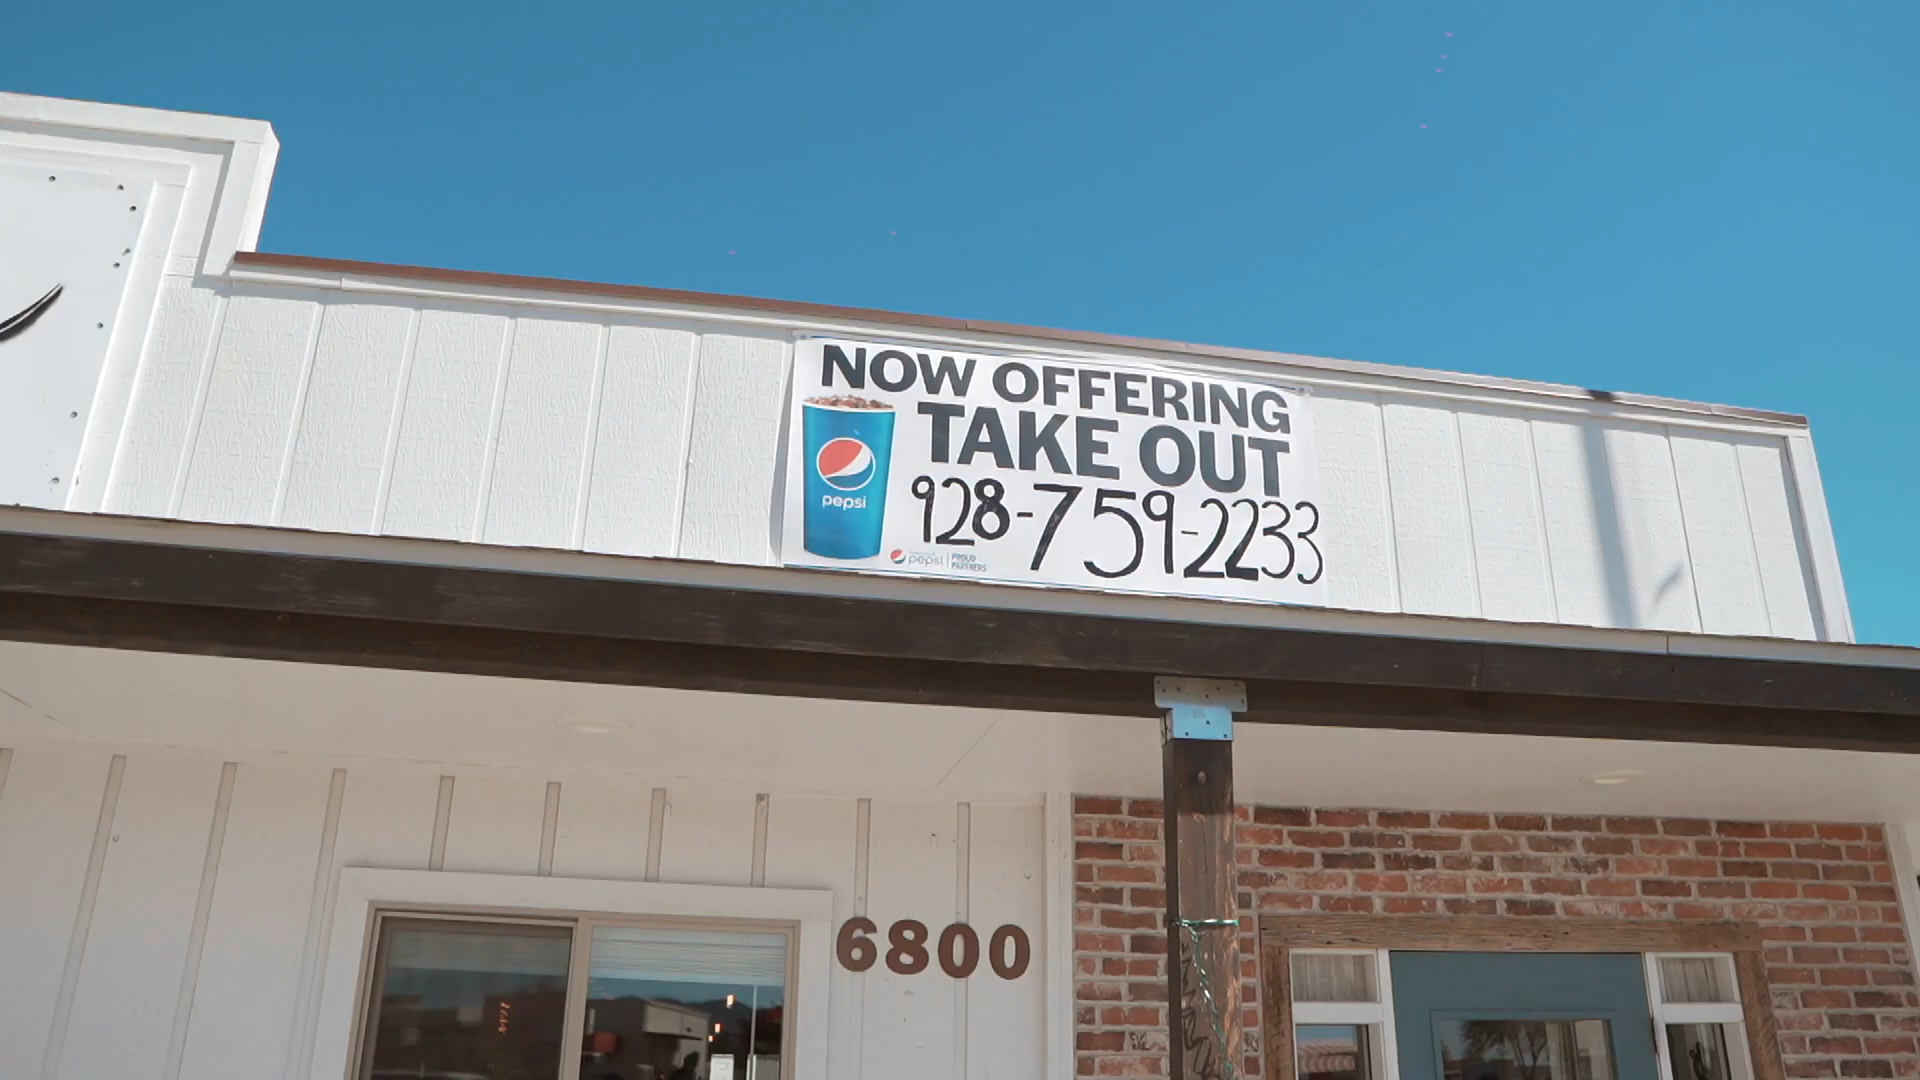 NOW OFFERING
TAKE OUT
928-759-2233
pepsi
pepsi | PROUD PARTNERS
6800